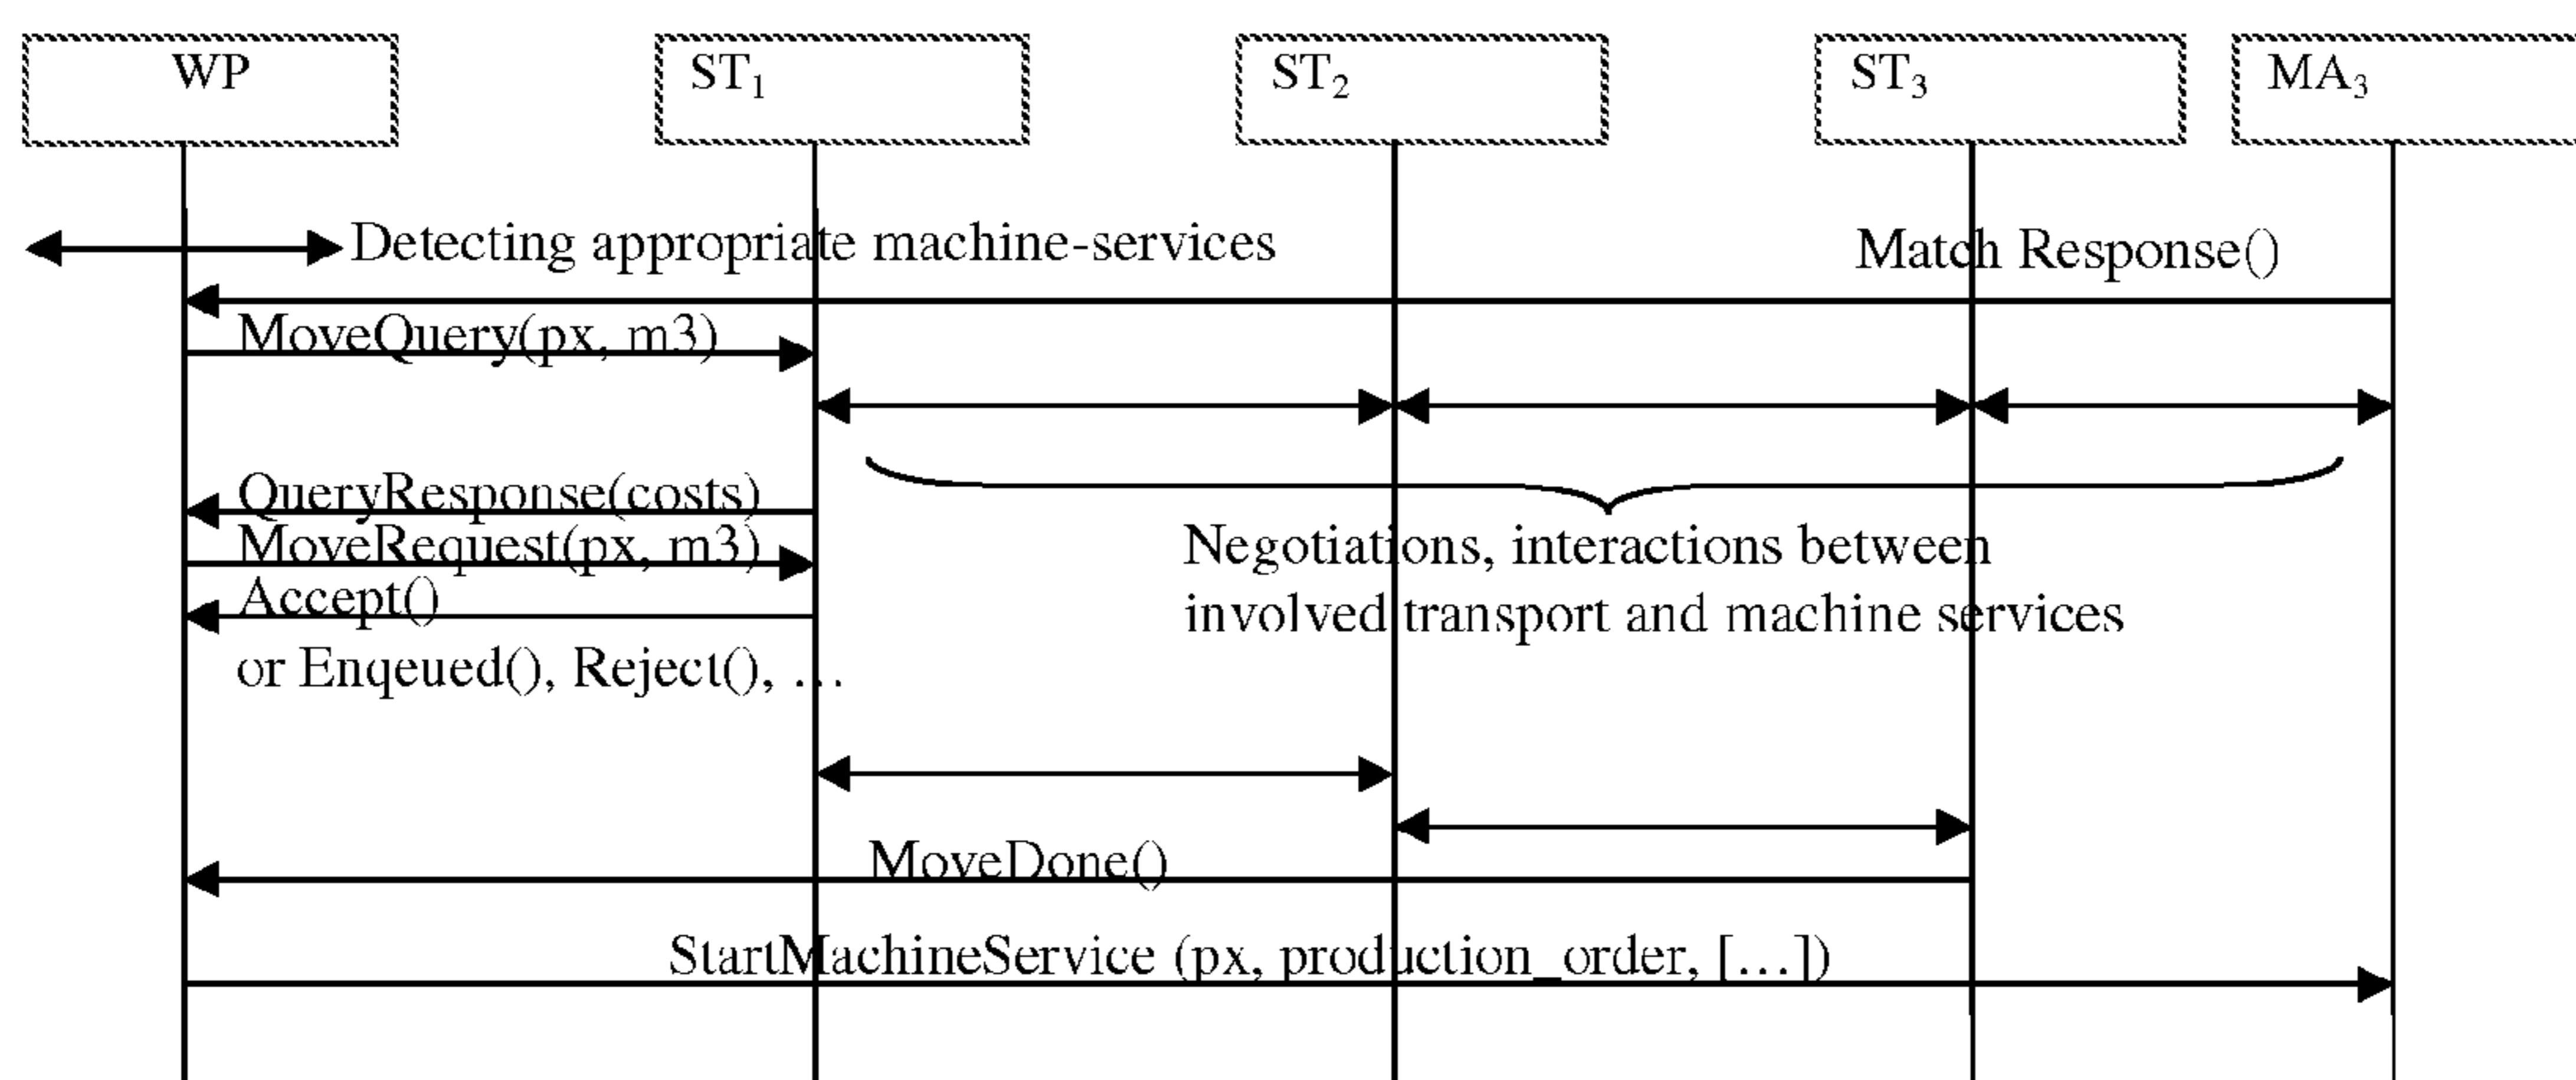 WP
ST1
ST2
ST3
MA3
Detecting appropriate machine-services
Match Response()
MoveQuery(px, m3)
QueryResponse(costs)
MoveRequest(px, m3)
Accept()
or Enqeued(), Reject(), …
Negotiations, interactions between
involved transport and machine services
MoveDone()
StartMachineService (px, production_order, […])